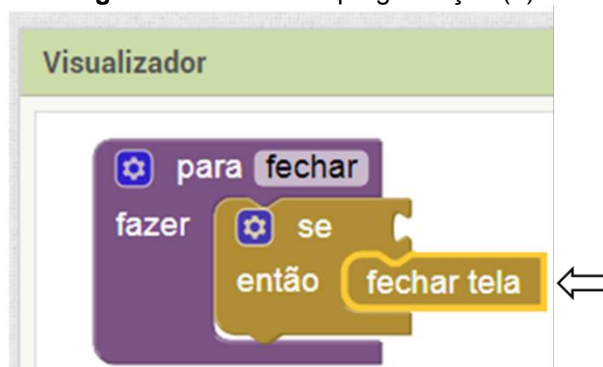 Visualizador
para fechar
fazer
se
então
fechar tela